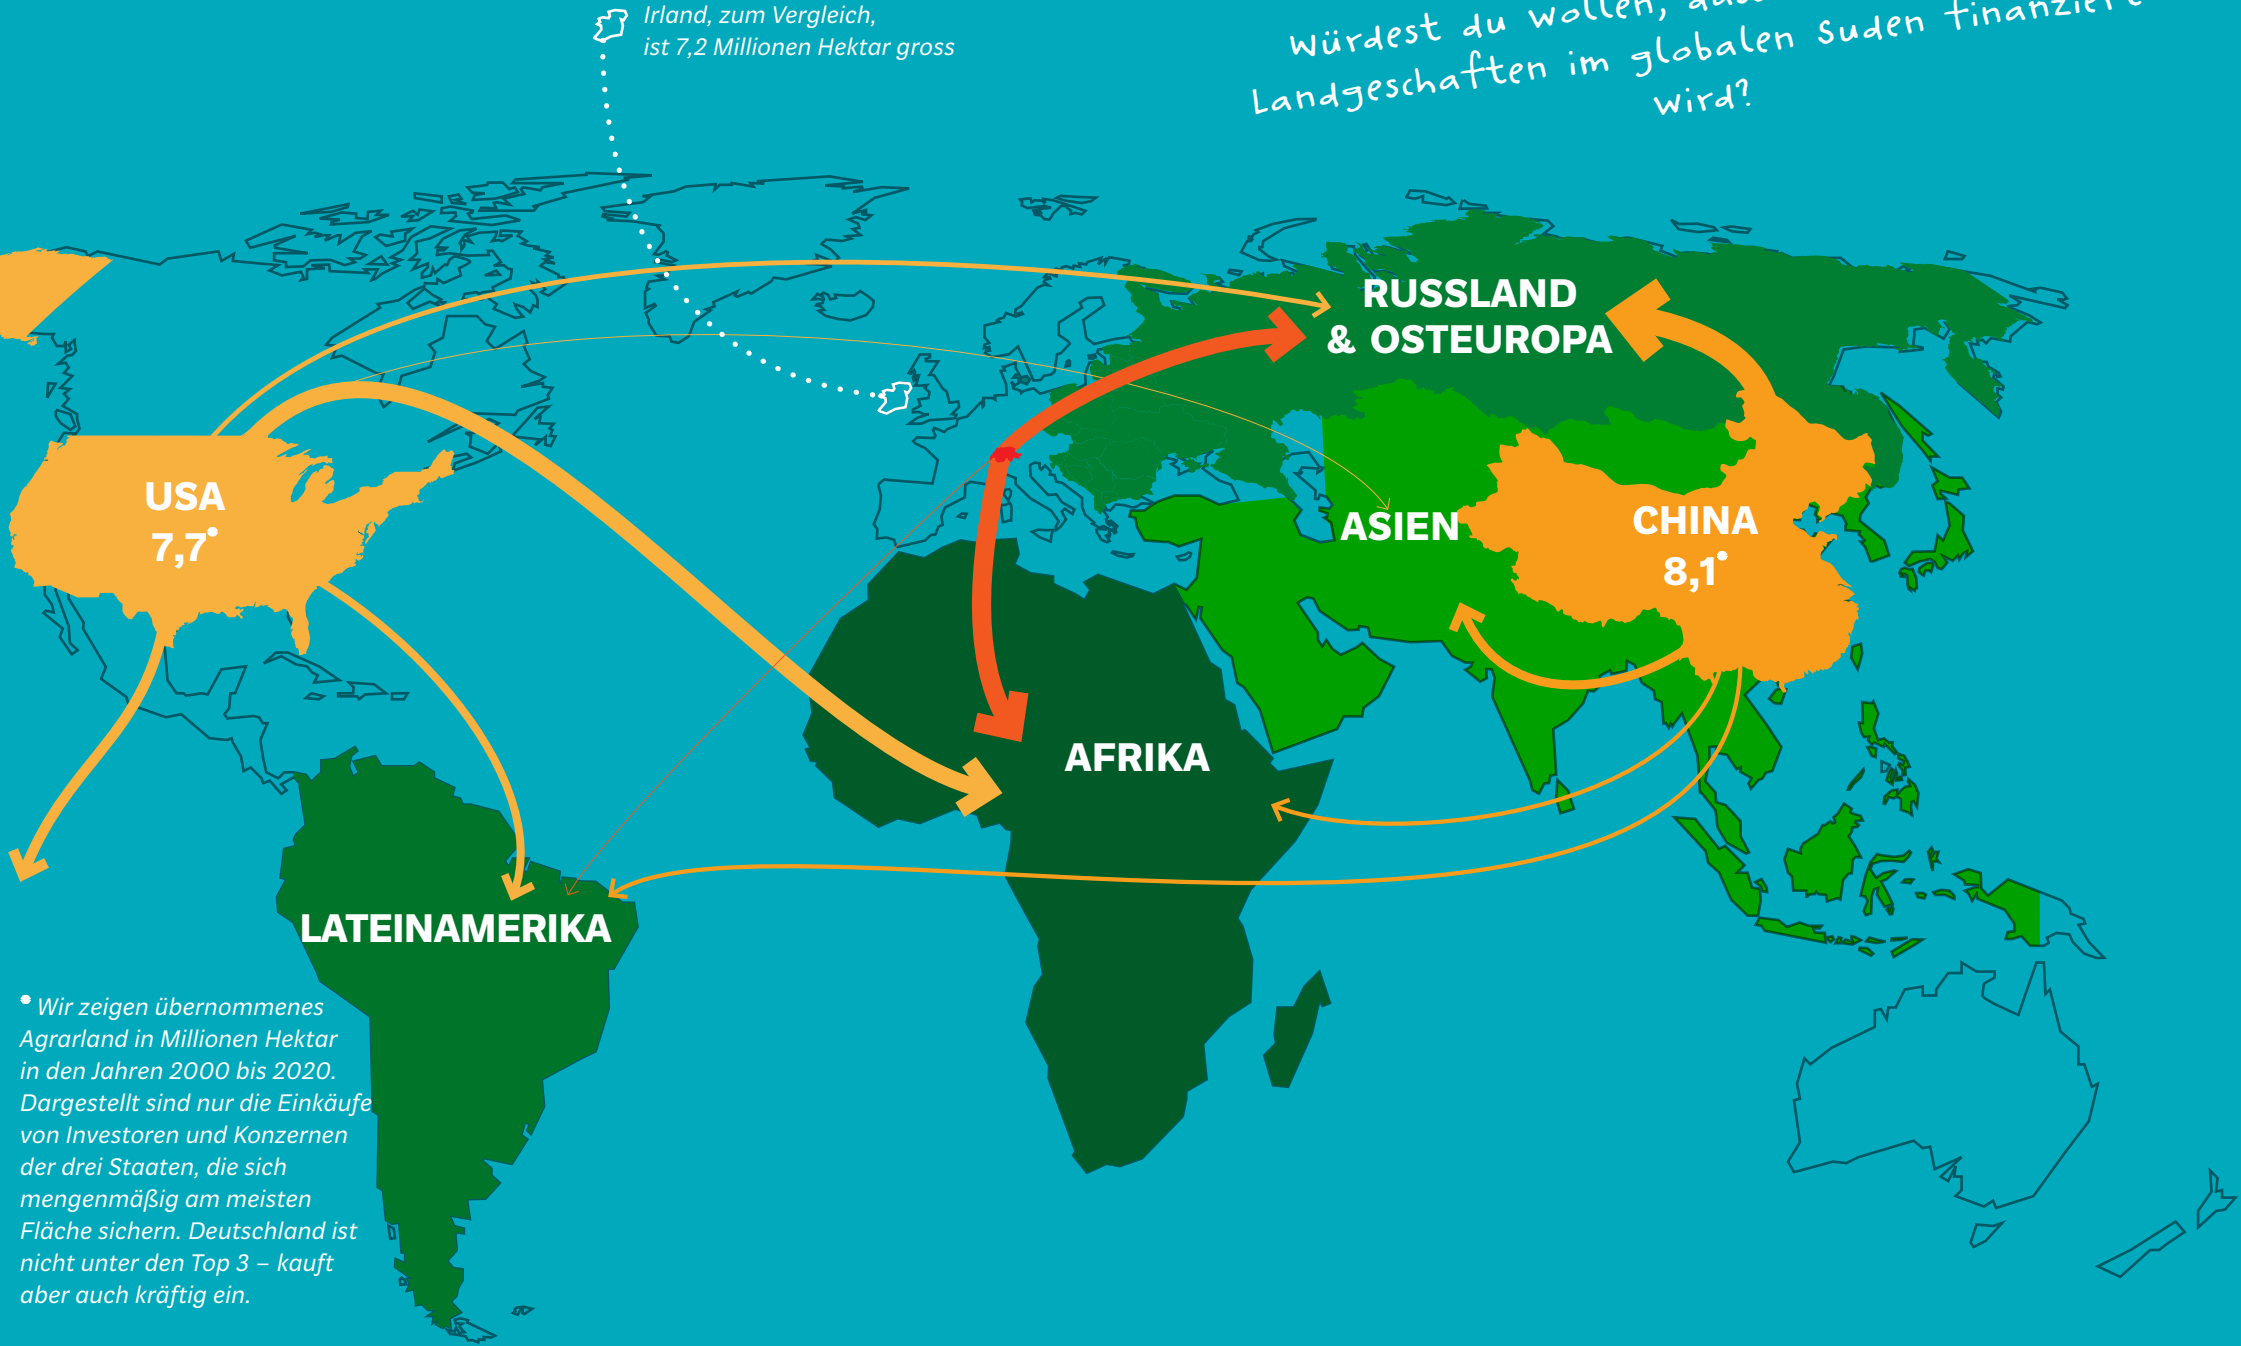 Irland, zum Vergleich,
ist 7,2 Millionen Hektar gross
Würdest du wollen,
Landgeschaften im globalen Suden finanziert
wird?
RUSSLAND
& OSTEUROPA
USA
7,7•
ASIEN
CHINA
8,1•
AFRIKA
LATEINAMERIKA
• Wir zeigen übernommenes
Agrarland in Millionen Hektar
in den Jahren 2000 bis 2020.
Dargestellt sind nur die Einkäufe
von Investoren und Konzernen
der drei Staaten, die sich
mengenmäßig am meisten
Fläche sichern. Deutschland ist
nicht unter den Top 3 – kauft
aber auch kräftig ein.